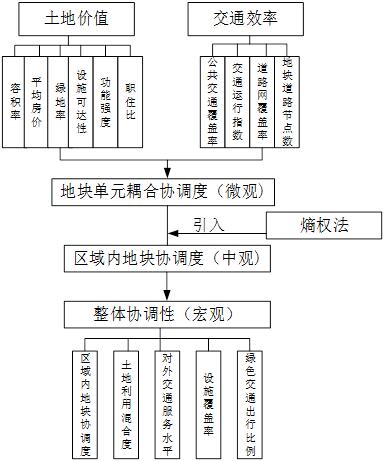 土地价值
交通效率
容积率
平均房价
绿地率
设施可达性
功能强度
职住比
公共交通覆盖率
交通运行指数
道路网覆盖率
地块道路节点数
地块单元耦合协调度（微观）
引入
熵权法
区域内地块协调度（中观）
整体协调性（宏观）
区域内地块协调度
土地利用混合度
对外交通服务水平
设施覆盖率
绿色交通出行比例